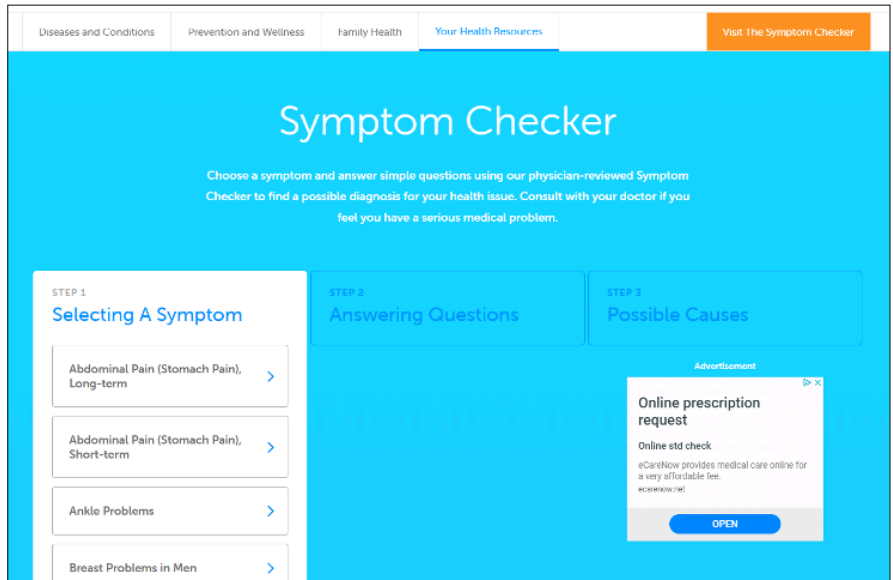 Diseases and Conditions
Prevention and Wellness
Family Health
Your Health Resources
Visit The Symptom Checker
Symptom Checker
Choose a symptom and answer simple questions using our physician-reviewed Symptom
Checker to find a possible diagnosis for your health issue. Consult with your doctor if you
feel you have a serious medical problem.
STEP 1
Selecting A Symptom
Abdominal Pain (Stomach Pain),
Long-term
Abdominal Pain (Stomach Pain),
Short-term
Ankle Problems
Breast Problems in Men
STEP 2
Answering Questions
STEP 3
Possible Causes
Advertisement
Online prescription
request
Online std check
eCareNow provides medical care online for
a very affordable fee.
ecarenow.net
OPEN